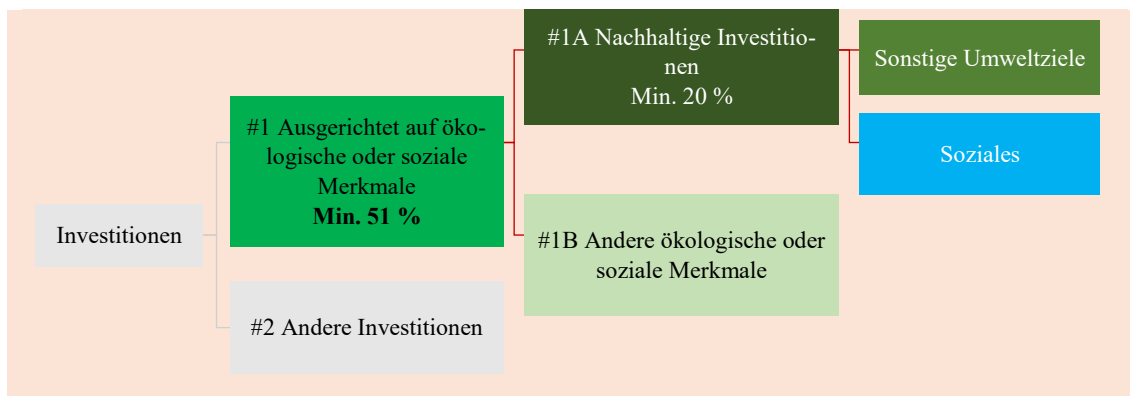 Investitionen
#1 Ausgerichtet auf öko-
logische oder soziale
Merkmale
Min. 51 %
#2 Andere Investitionen
#1A Nachhaltige Investitio-
nen
Min. 20 %
#1B Andere ökologische oder
soziale Merkmale
Sonstige Umweltziele
Soziales